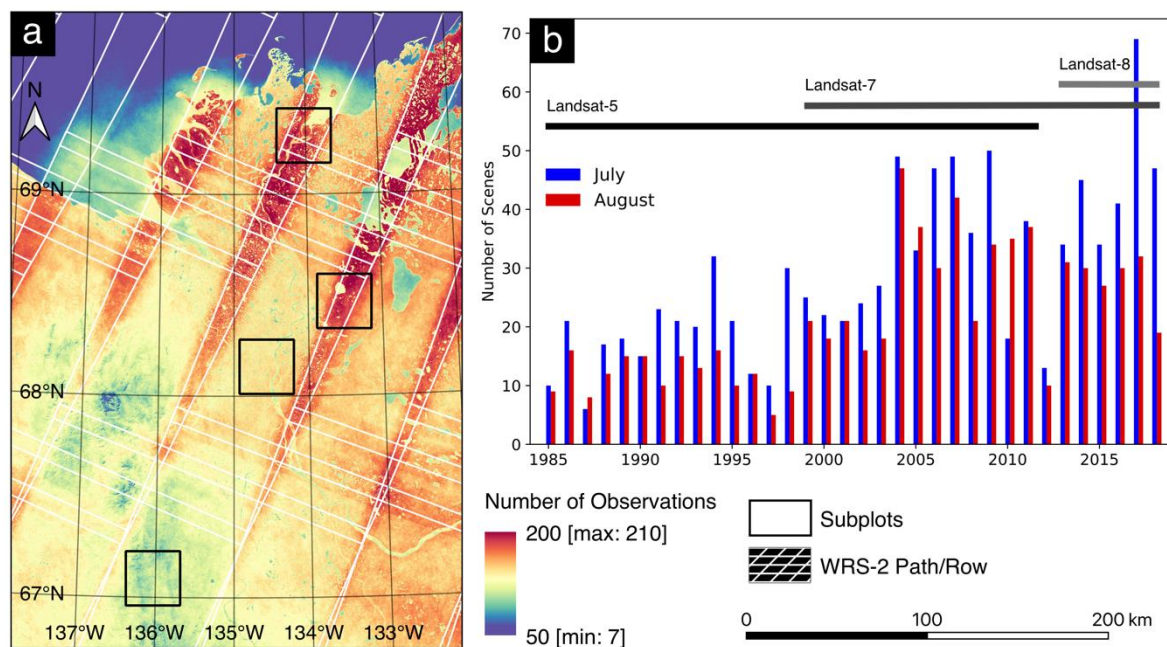 a
N
69°N
68°N
67°N
137°W 136°W 135°W 134°W 133°W
b
Number of Scenes
70
60
50
40
30
20
10
0
Landsat-8
Landsat-7
Landsat-5
July
August
1985 1990 1995 2000 2005 2010 2015
Number of Observations
200 [max: 210]
50 [min: 7]
Subplots
WRS-2 Path/Row
0 100 200 km